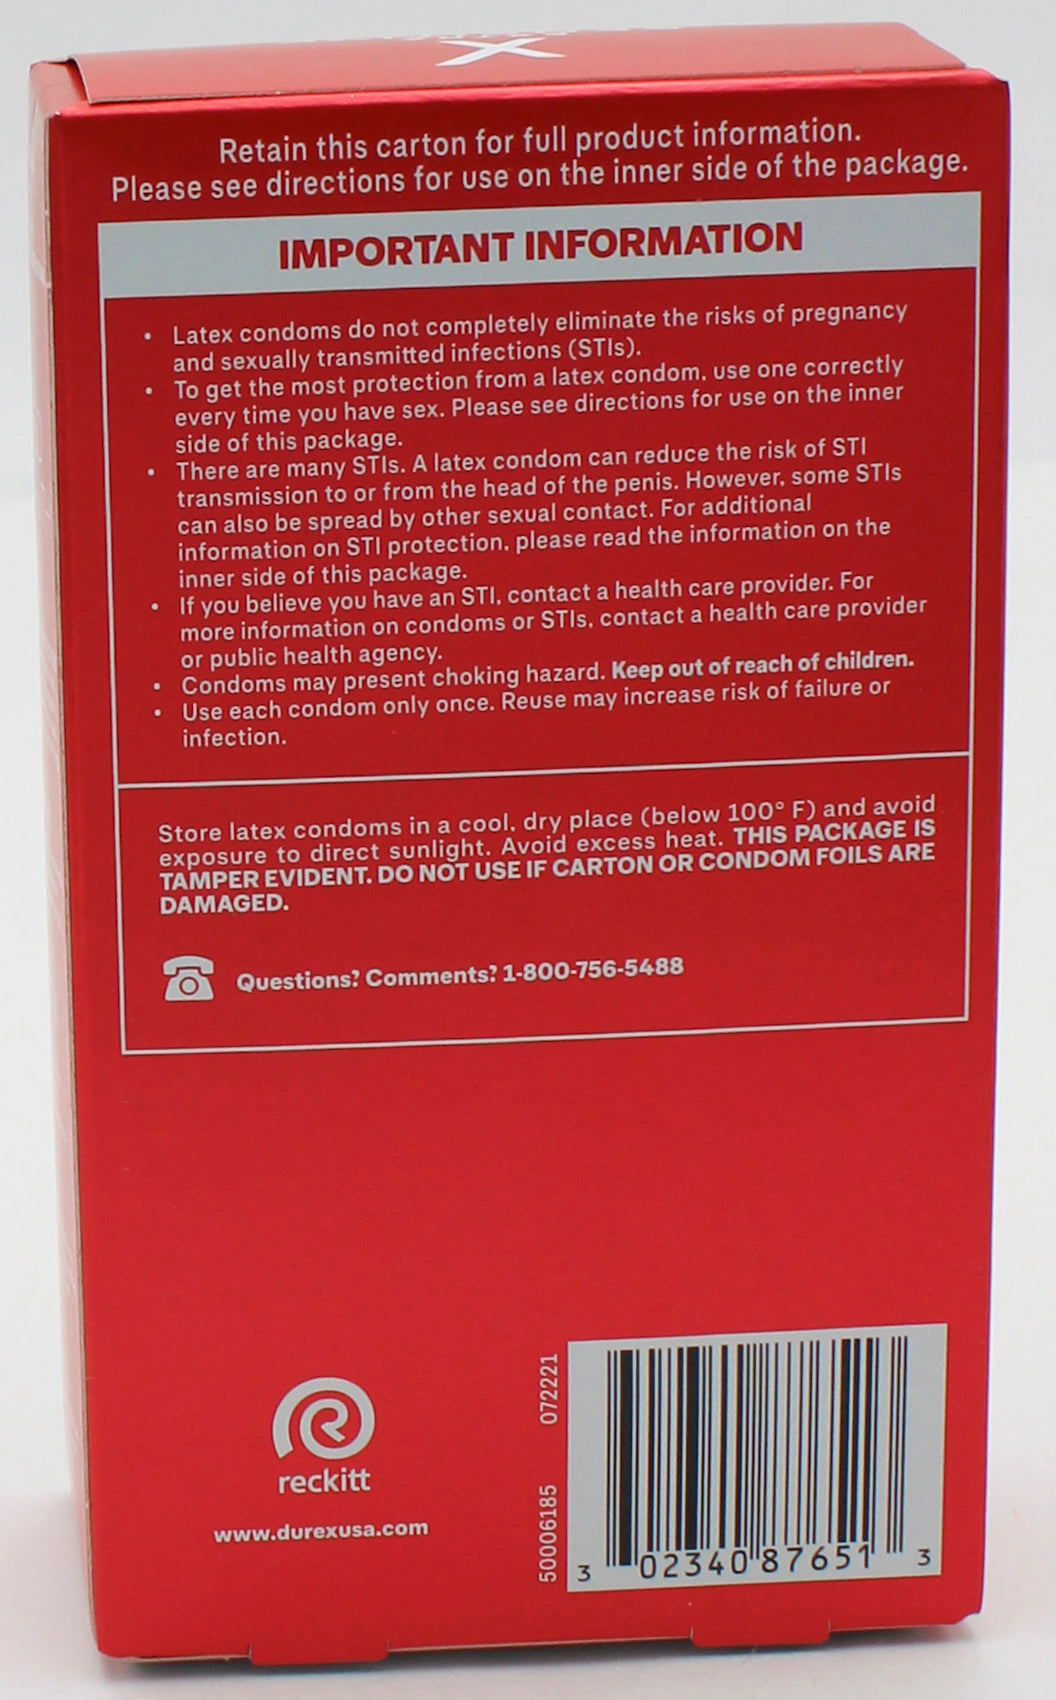 X
Retain this carton for full product information.
Please see directions for use on the inner side of the package.
IMPORTANT INFORMATION
• Latex condoms do not completely eliminate the risks of pregnancy
and sexually transmitted infections (STIs).
• To get the most protection from a latex condom, use one correctly
every time you have sex. Please see directions for use on the inner
side of this package.
• There are many STIs. A latex condom can reduce the risk of STI
transmission to or from the head of the penis. However, some STIs
can also be spread by other sexual contact. For additional
information on STI protection, please read the information on the
inner side of this package.
• If you believe you have an STI, contact a health care provider. For
more information on condoms or STIs, contact a health care provider
or public health agency.
• Condoms may present choking hazard. Keep out of reach of children.
• Use each condom only once. Reuse may increase risk of failure or
infection.
Store latex condoms in a cool, dry place (below 100° F) and avoid
exposure to direct sunlight. Avoid excess heat. THIS PACKAGE IS
TAMPER EVIDENT. DO NOT USE IF CARTON OR CONDOM FOILS ARE
DAMAGED.
Questions? Comments? 1-800-756-5488
reckitt
www.durexusa.com
50006185 072221
3 02340 87651 3